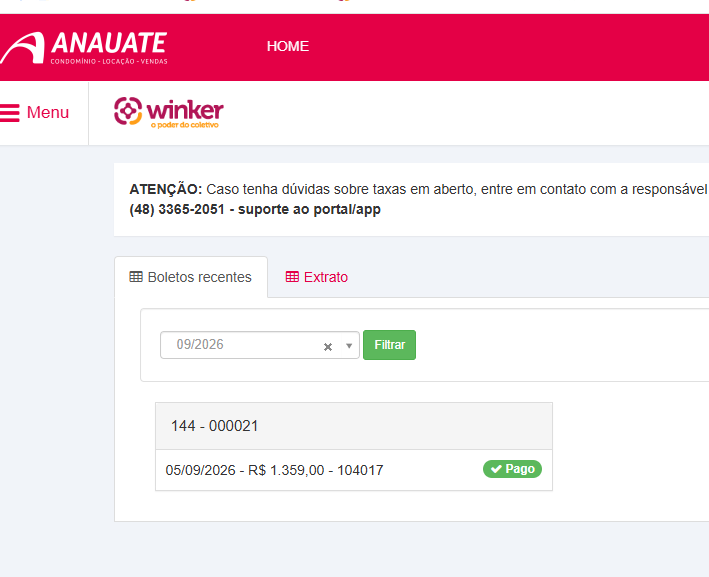 ANAUATE
CONDOMÍNIO - LOCAÇÃO - VENDAS
HOME
Menu
winker
o poder do coletivo
ATENÇÃO: Caso tenha dúvidas sobre taxas em aberto, entre em contato com a responsável
(48) 3365-2051 - suporte ao portal/app
Boletos recentes
Extrato
09/2026
Filtrar
144 - 000021
05/09/2026 - R$ 1.359,00 - 104017
Pago